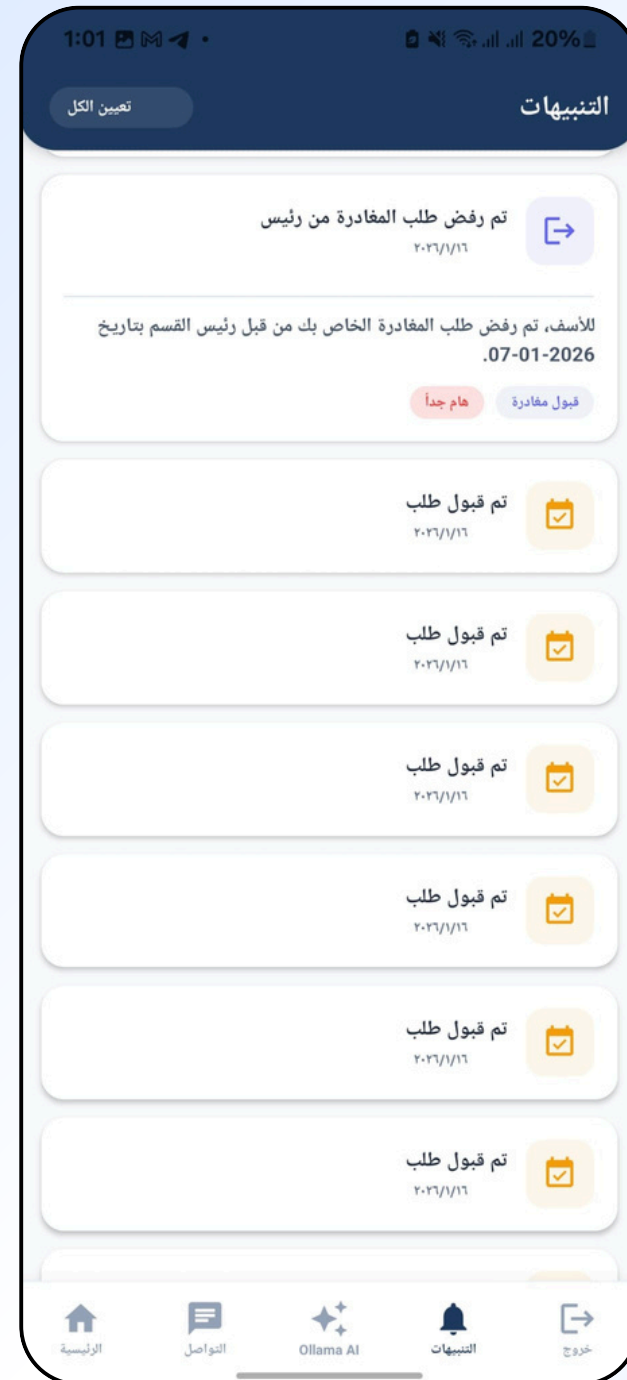 1:01 20%
التنبيهات
تعيين الكل
تم رفض طلب المغادرة من رئيس
٢٠٢٦/١/١٦
للأسف، تم رفض طلب المغادرة الخاص بك من قبل رئيس القسم بتاريخ
07-01-2026.
قبول مغادرة
هام جداً
تم قبول طلب
٢٠٢٦/١/١٦
تم قبول طلب
٢٠٢٦/١/١٦
تم قبول طلب
٢٠٢٦/١/١٦
تم قبول طلب
٢٠٢٦/١/١٦
تم قبول طلب
٢٠٢٦/١/١٦
تم قبول طلب
٢٠٢٦/١/١٦
خروج
التنبيهات
Ollama AI
التواصل
الرئيسية